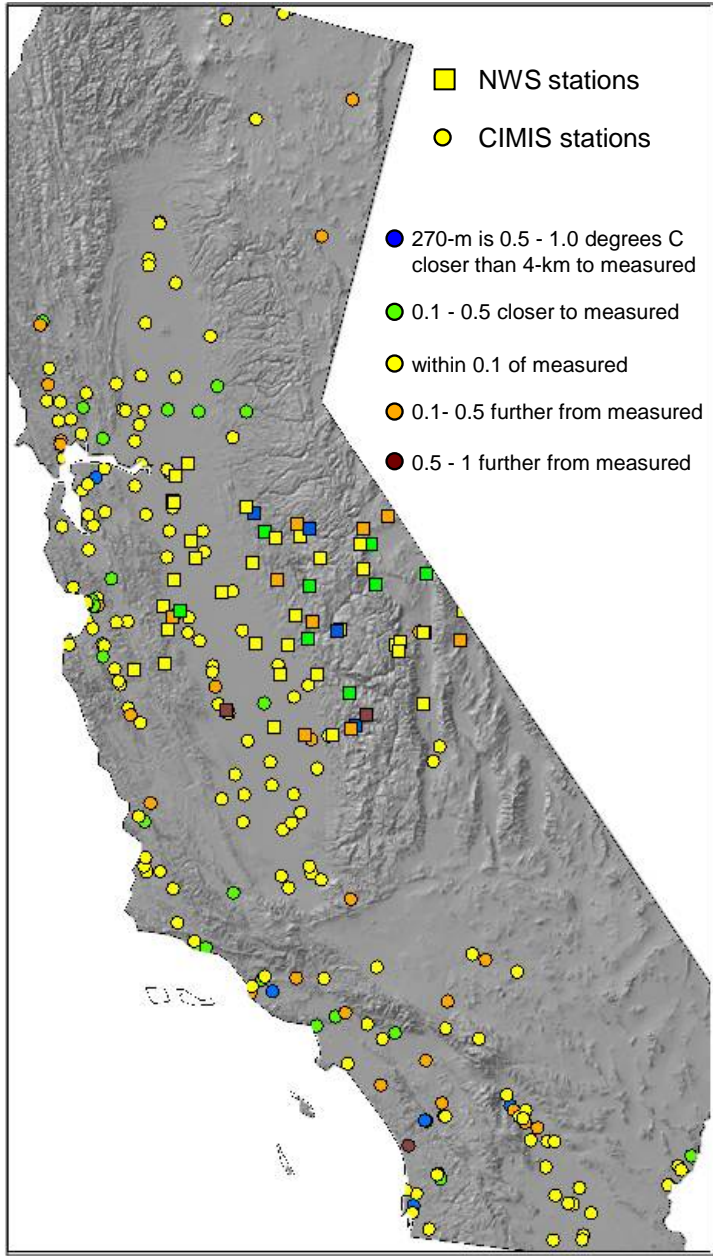 NWS stations
CIMIS stations
270-m is 0.5 - 1.0 degrees C
closer than 4-km to measured
0.1 - 0.5 closer to measured
within 0.1 of measured
0.1- 0.5 further from measured
0.5 - 1 further from measured